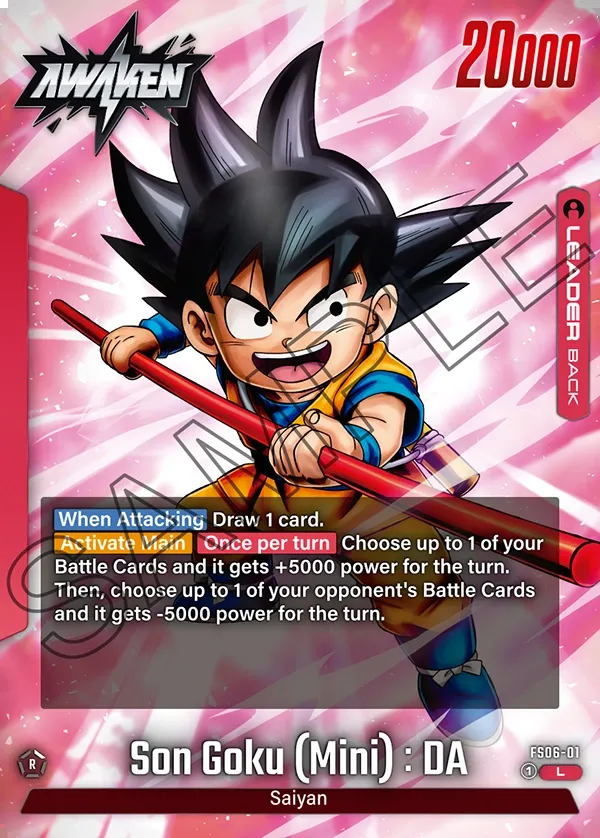 AWAKEN
20000
LEADER BACK
SAMPLE
When Attacking Draw 1 card.
Activate Main Once per turn Choose up to 1 of your
Battle Cards and it gets +5000 power for the turn.
Then, choose up to 1 of your opponent's Battle Cards
and it gets -5000 power for the turn.
Son Goku (Mini) : DA
FS06-01
R
1 L
Saiyan